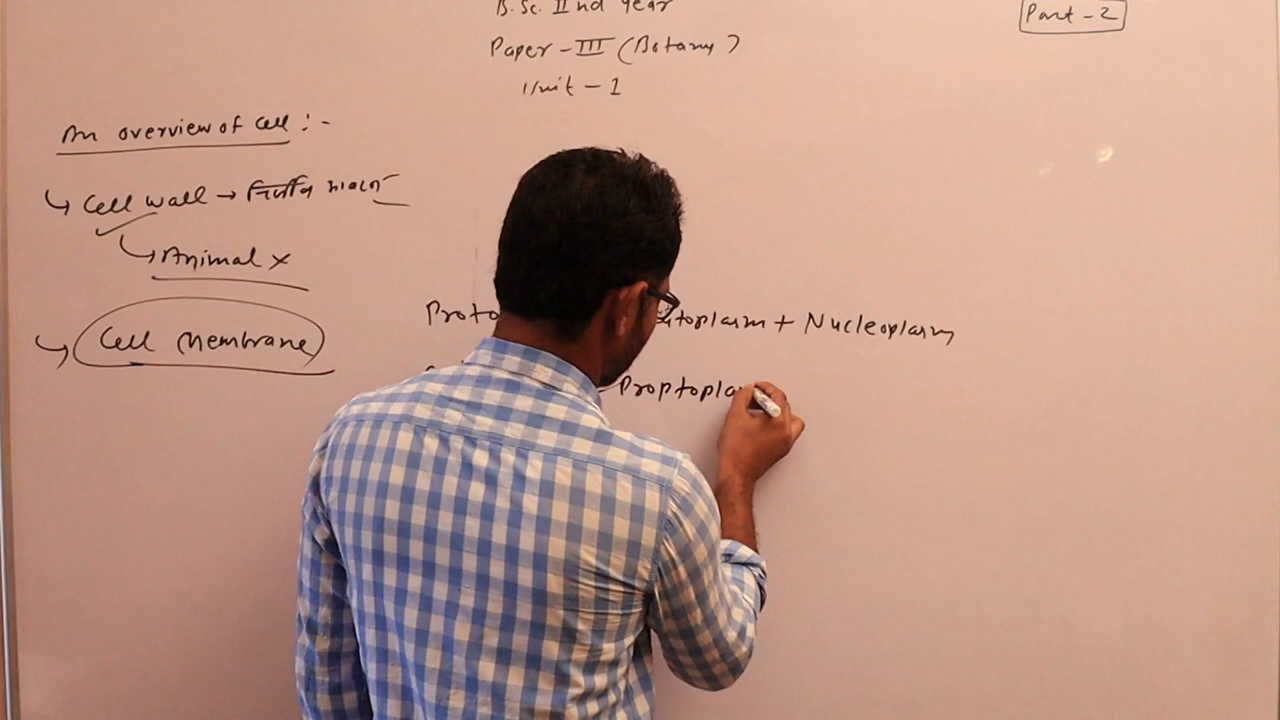 B.Sc. IInd year
Part - 2
Paper - III (Botany)
Unit - 1
An overview of cell : -
↳ Cell wall →
↳ Animal x
↳ Cell Membrane
Proto toplasm + Nucleoplasm
Proptopla